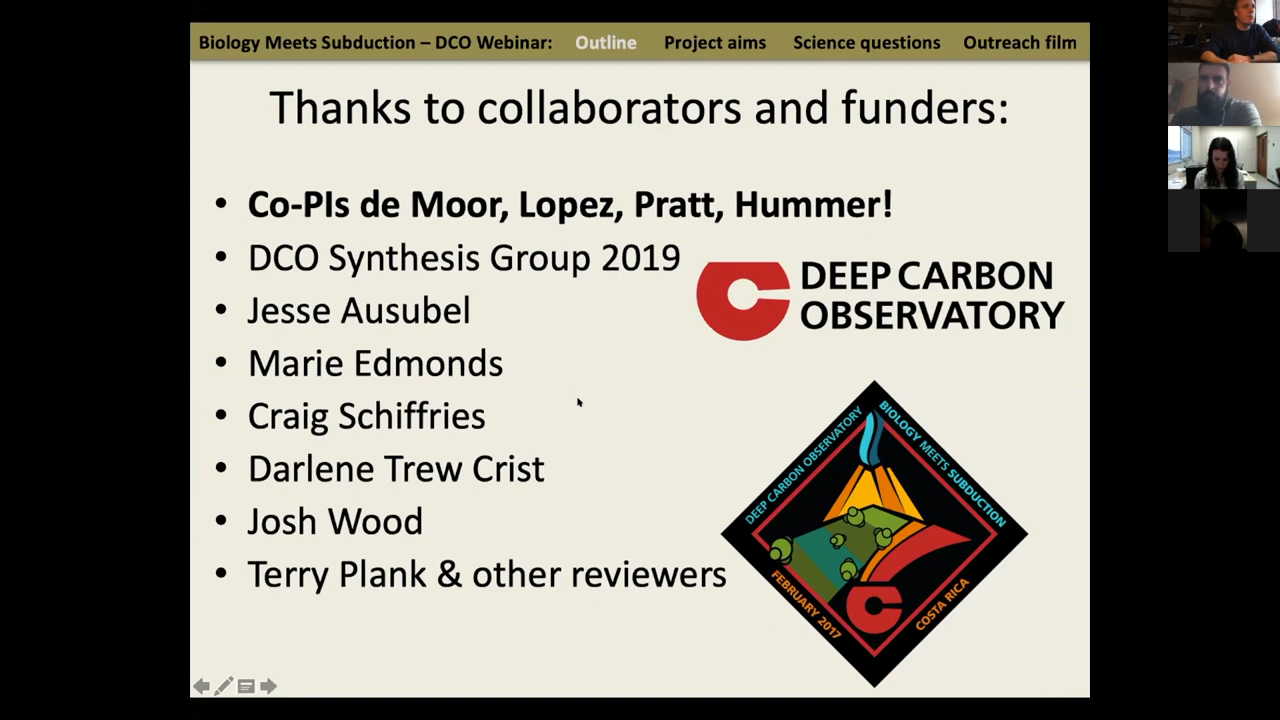 Biology Meets Subduction – DCO Webinar: Outline Project aims Science questions Outreach film
Thanks to collaborators and funders:
• Co-PIs de Moor, Lopez, Pratt, Hummer!
• DCO Synthesis Group 2019
• Jesse Ausubel
• Marie Edmonds
• Craig Schiffries
• Darlene Trew Crist
• Josh Wood
• Terry Plank & other reviewers
DEEP CARBON
OBSERVATORY
DEEP CARBON OBSERVATORY
BIOLOGY MEETS SUBDUCTION
FEBRUARY 2017
COSTA RICA